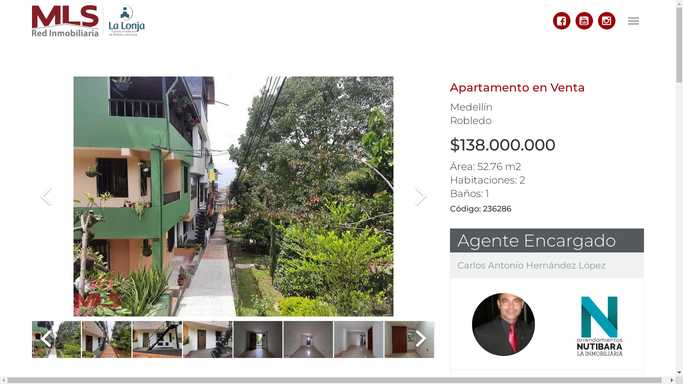 MLS
Red Inmobiliaria
La Lonja
Apartamento en Venta
Medellín
Robledo
$138.000.000
Área: 52.76 m2
Habitaciones: 2
Baños: 1
Código: 236286
Agente Encargado
Carlos Antonio Hernández López
arrendamientos
NUTIBARA
LA INMOBILIARIA
MLS